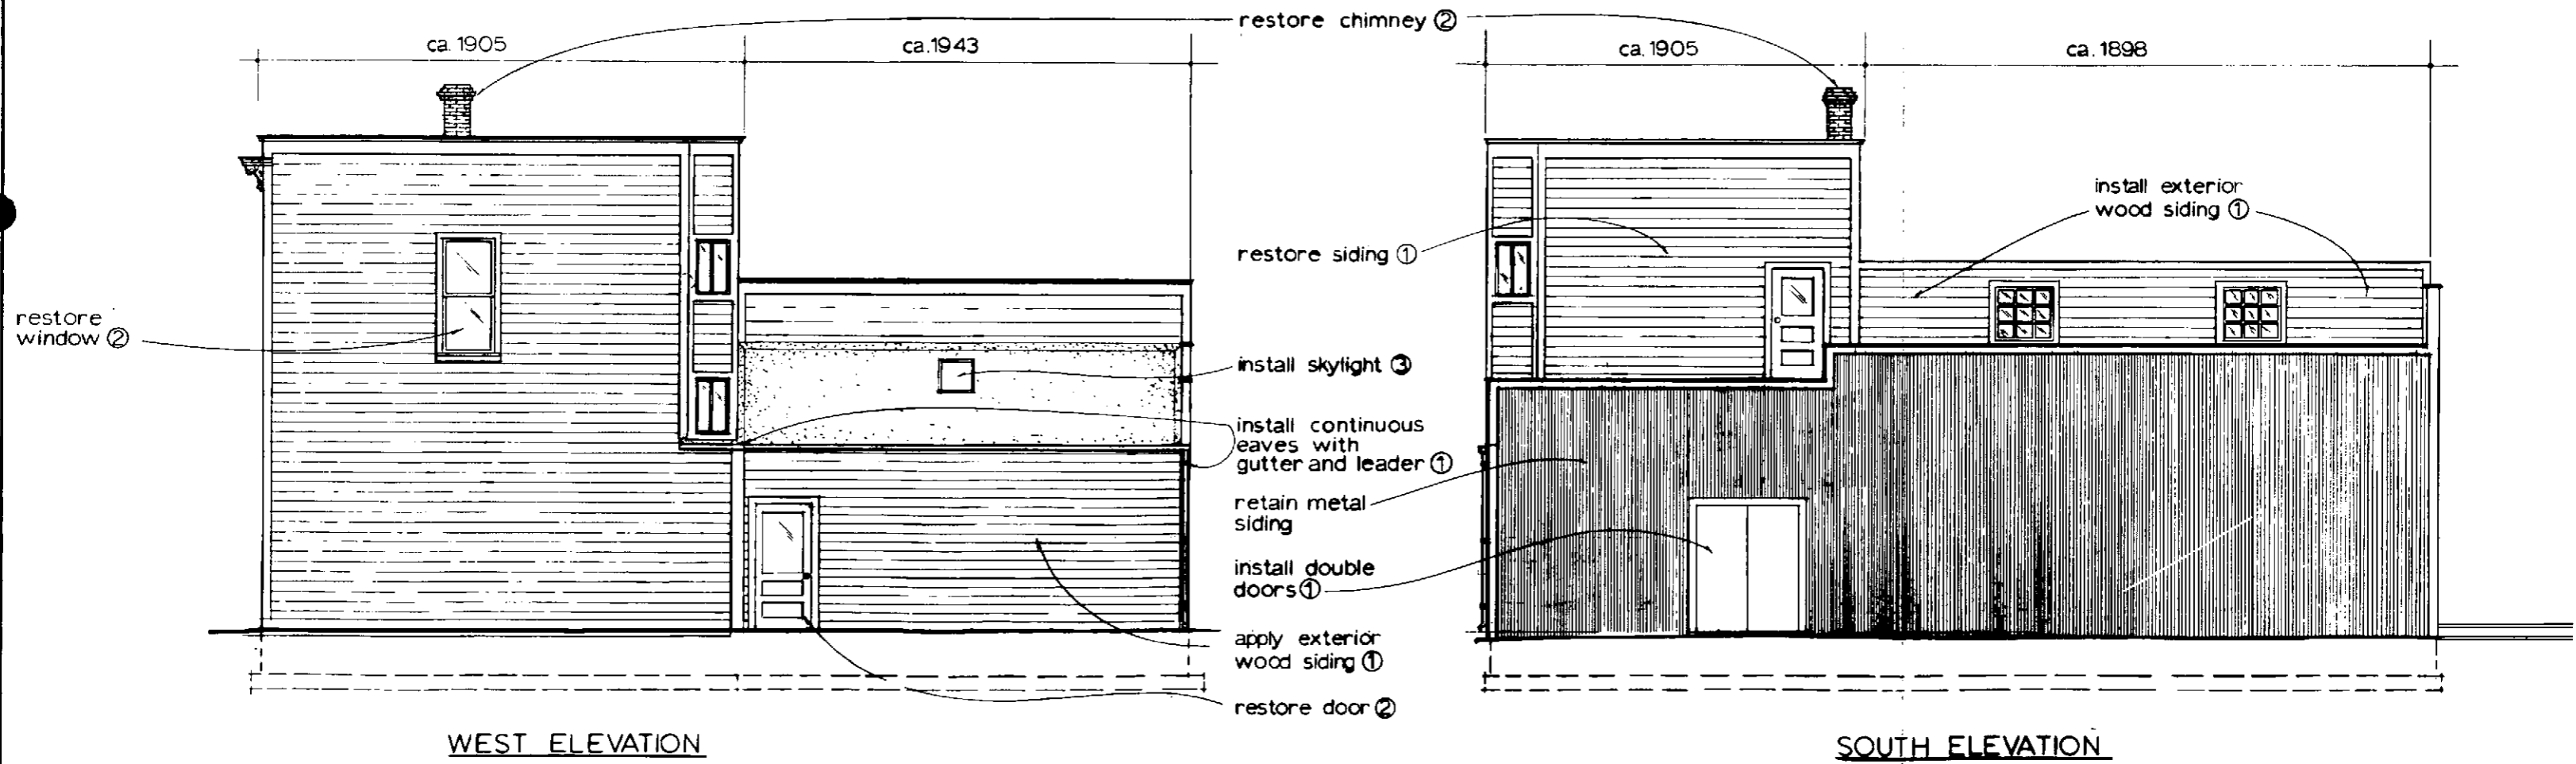 restore chimney ②
ca. 1905
ca. 1943
ca. 1905
ca. 1898
install exterior
wood siding ①
restore siding ①
restore
window ②
install skylight ③
install continuous
eaves with
gutter and leader ①
retain metal
siding
install double
doors ①
apply exterior
wood siding ①
restore door ②
WEST ELEVATION
SOUTH ELEVATION